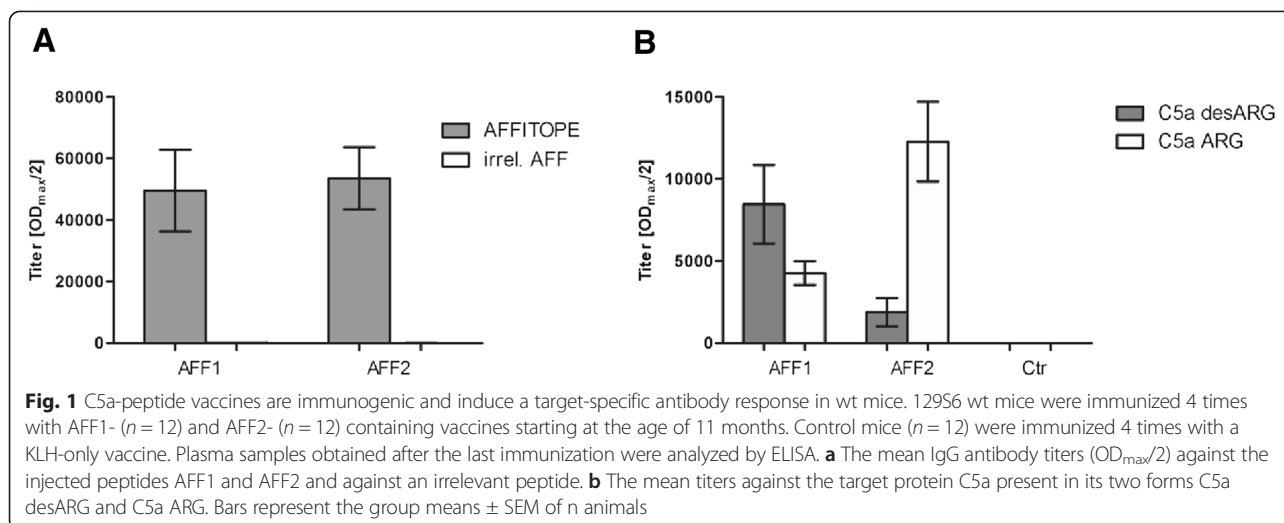 A
B
80000
60000
40000
20000
0
Titer [ODmax/2]
AFFITOPE
irrel. AFF
AFF1
AFF2
15000
10000
5000
0
Titer [ODmax/2]
C5a desARG
C5a ARG
AFF1
AFF2
Ctr
Fig. 1 C5a-peptide vaccines are immunogenic and induce a target-specific antibody response in wt mice. 129S6 wt mice were immunized 4 times
with AFF1- (n = 12) and AFF2- (n = 12) containing vaccines starting at the age of 11 months. Control mice (n = 12) were immunized 4 times with a
KLH-only vaccine. Plasma samples obtained after the last immunization were analyzed by ELISA. a The mean IgG antibody titers (ODmax/2) against the
injected peptides AFF1 and AFF2 and against an irrelevant peptide. b The mean titers against the target protein C5a present in its two forms C5a
desARG and C5a ARG. Bars represent the group means ± SEM of n animals